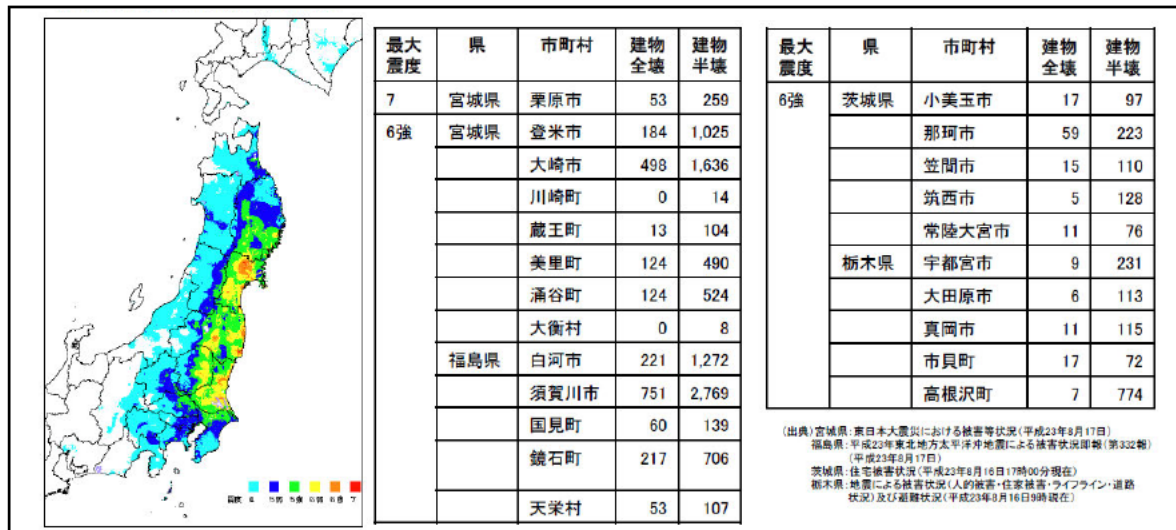 最大震度 県 市町村 建物全壊 建物半壊
7 宮城県 栗原市 53 259
6強 宮城県 登米市 184 1,025
大崎市 498 1,636
川崎町 0 14
蔵王町 13 104
美里町 124 490
涌谷町 124 524
大衡村 0 8
福島県 白河市 221 1,272
須賀川市 751 2,769
国見町 60 139
鏡石町 217 706
天栄村 53 107
最大震度 県 市町村 建物全壊 建物半壊
6強 茨城県 小美玉市 17 97
那珂市 59 223
笠間市 15 110
筑西市 5 128
常陸大宮市 11 76
栃木県 宇都宮市 9 231
大田原市 6 113
真岡市 11 115
市貝町 17 72
高根沢町 7 774
(出典)宮城県:東日本大震災における被害等状況(平成23年8月17日)
福島県:平成23年東北地方太平洋沖地震による被害状況即報(第332報)
(平成23年8月17日)
茨城県:住宅被害状況(平成23年8月16日17時00分現在)
栃木県:地震による被害状況(人的被害・住家被害・ライフライン・道路
状況)及び避難状況(平成23年8月16日9時現在)
震度 4 5弱 5強 6弱 6強 7